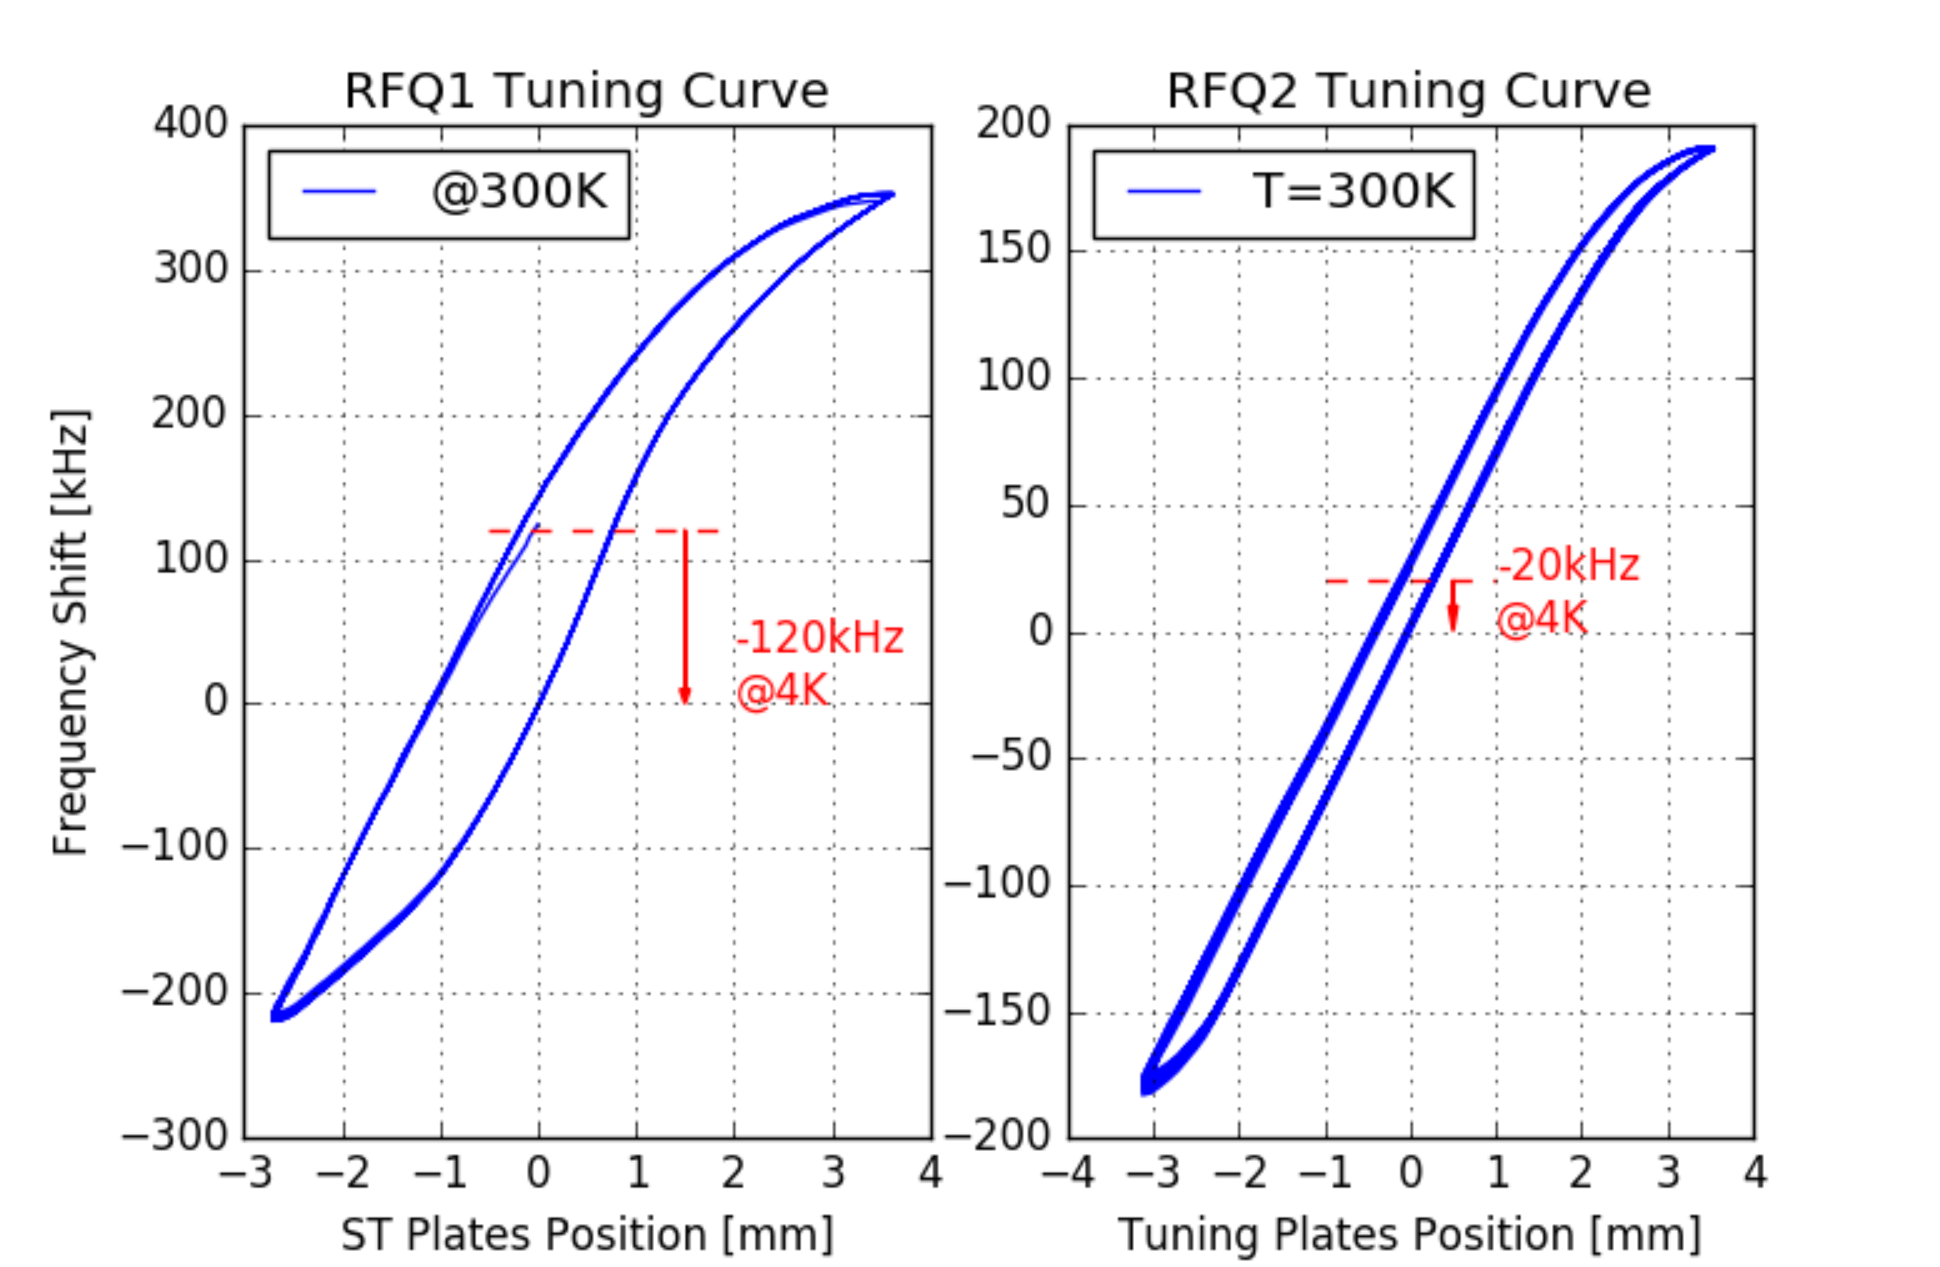 RFQ1 Tuning Curve
400
300
200
100
0
−100
−200
−300
−3 −2 −1 0 1 2 3 4
@300K
-120kHz
@4K
Frequency Shift [kHz]
ST Plates Position [mm]
RFQ2 Tuning Curve
200
150
100
50
0
−50
−100
−150
−200
−4 −3 −2 −1 0 1 2 3 4
T=300K
-20kHz
@4K
Tuning Plates Position [mm]